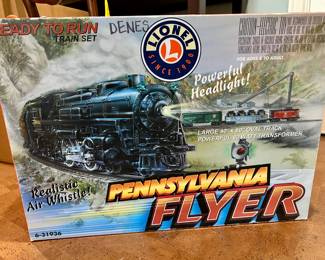 READY TO RUN
TRAIN SET
DENES
LIONEL
SINCE 1900
FOR AGES 8 TO ADULT
Powerful
Headlight!
LARGE 40" x 60" OVAL TRACK
Realistic
Air Whistle!
PENNSYLVANIA
FLYER
6-31936